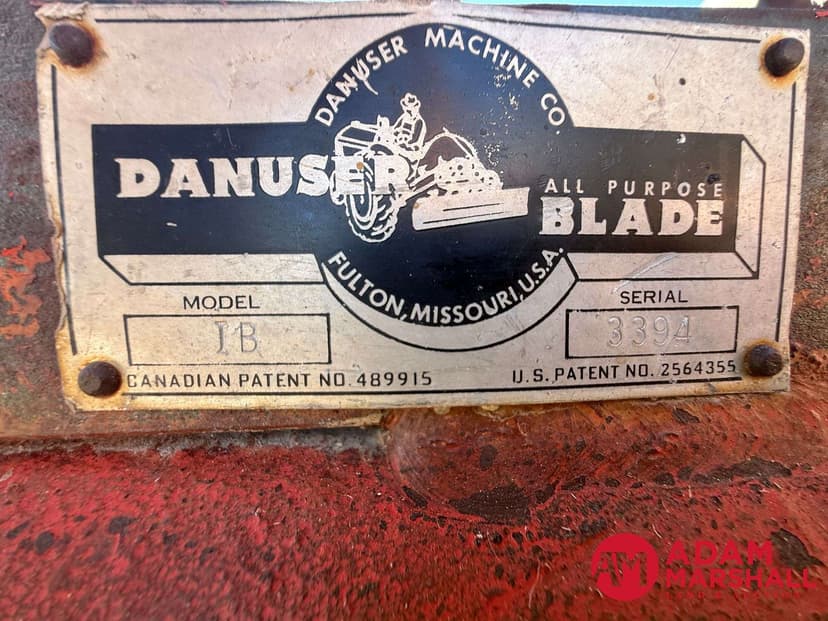 DANUSER MACHINE CO.
DANUSER
ALL PURPOSE
BLADE
FULTON, MISSOURI, U.S.A.
MODEL
SERIAL
IB
3394
CANADIAN PATENT NO. 489915
U.S. PATENT NO. 2564355
AM
ADAM
MARSHALL